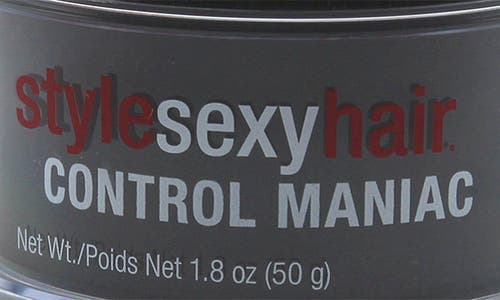 stylesexyhair.
CONTROL MANIAC
Net Wt./Poids Net 1.8 oz (50 g)